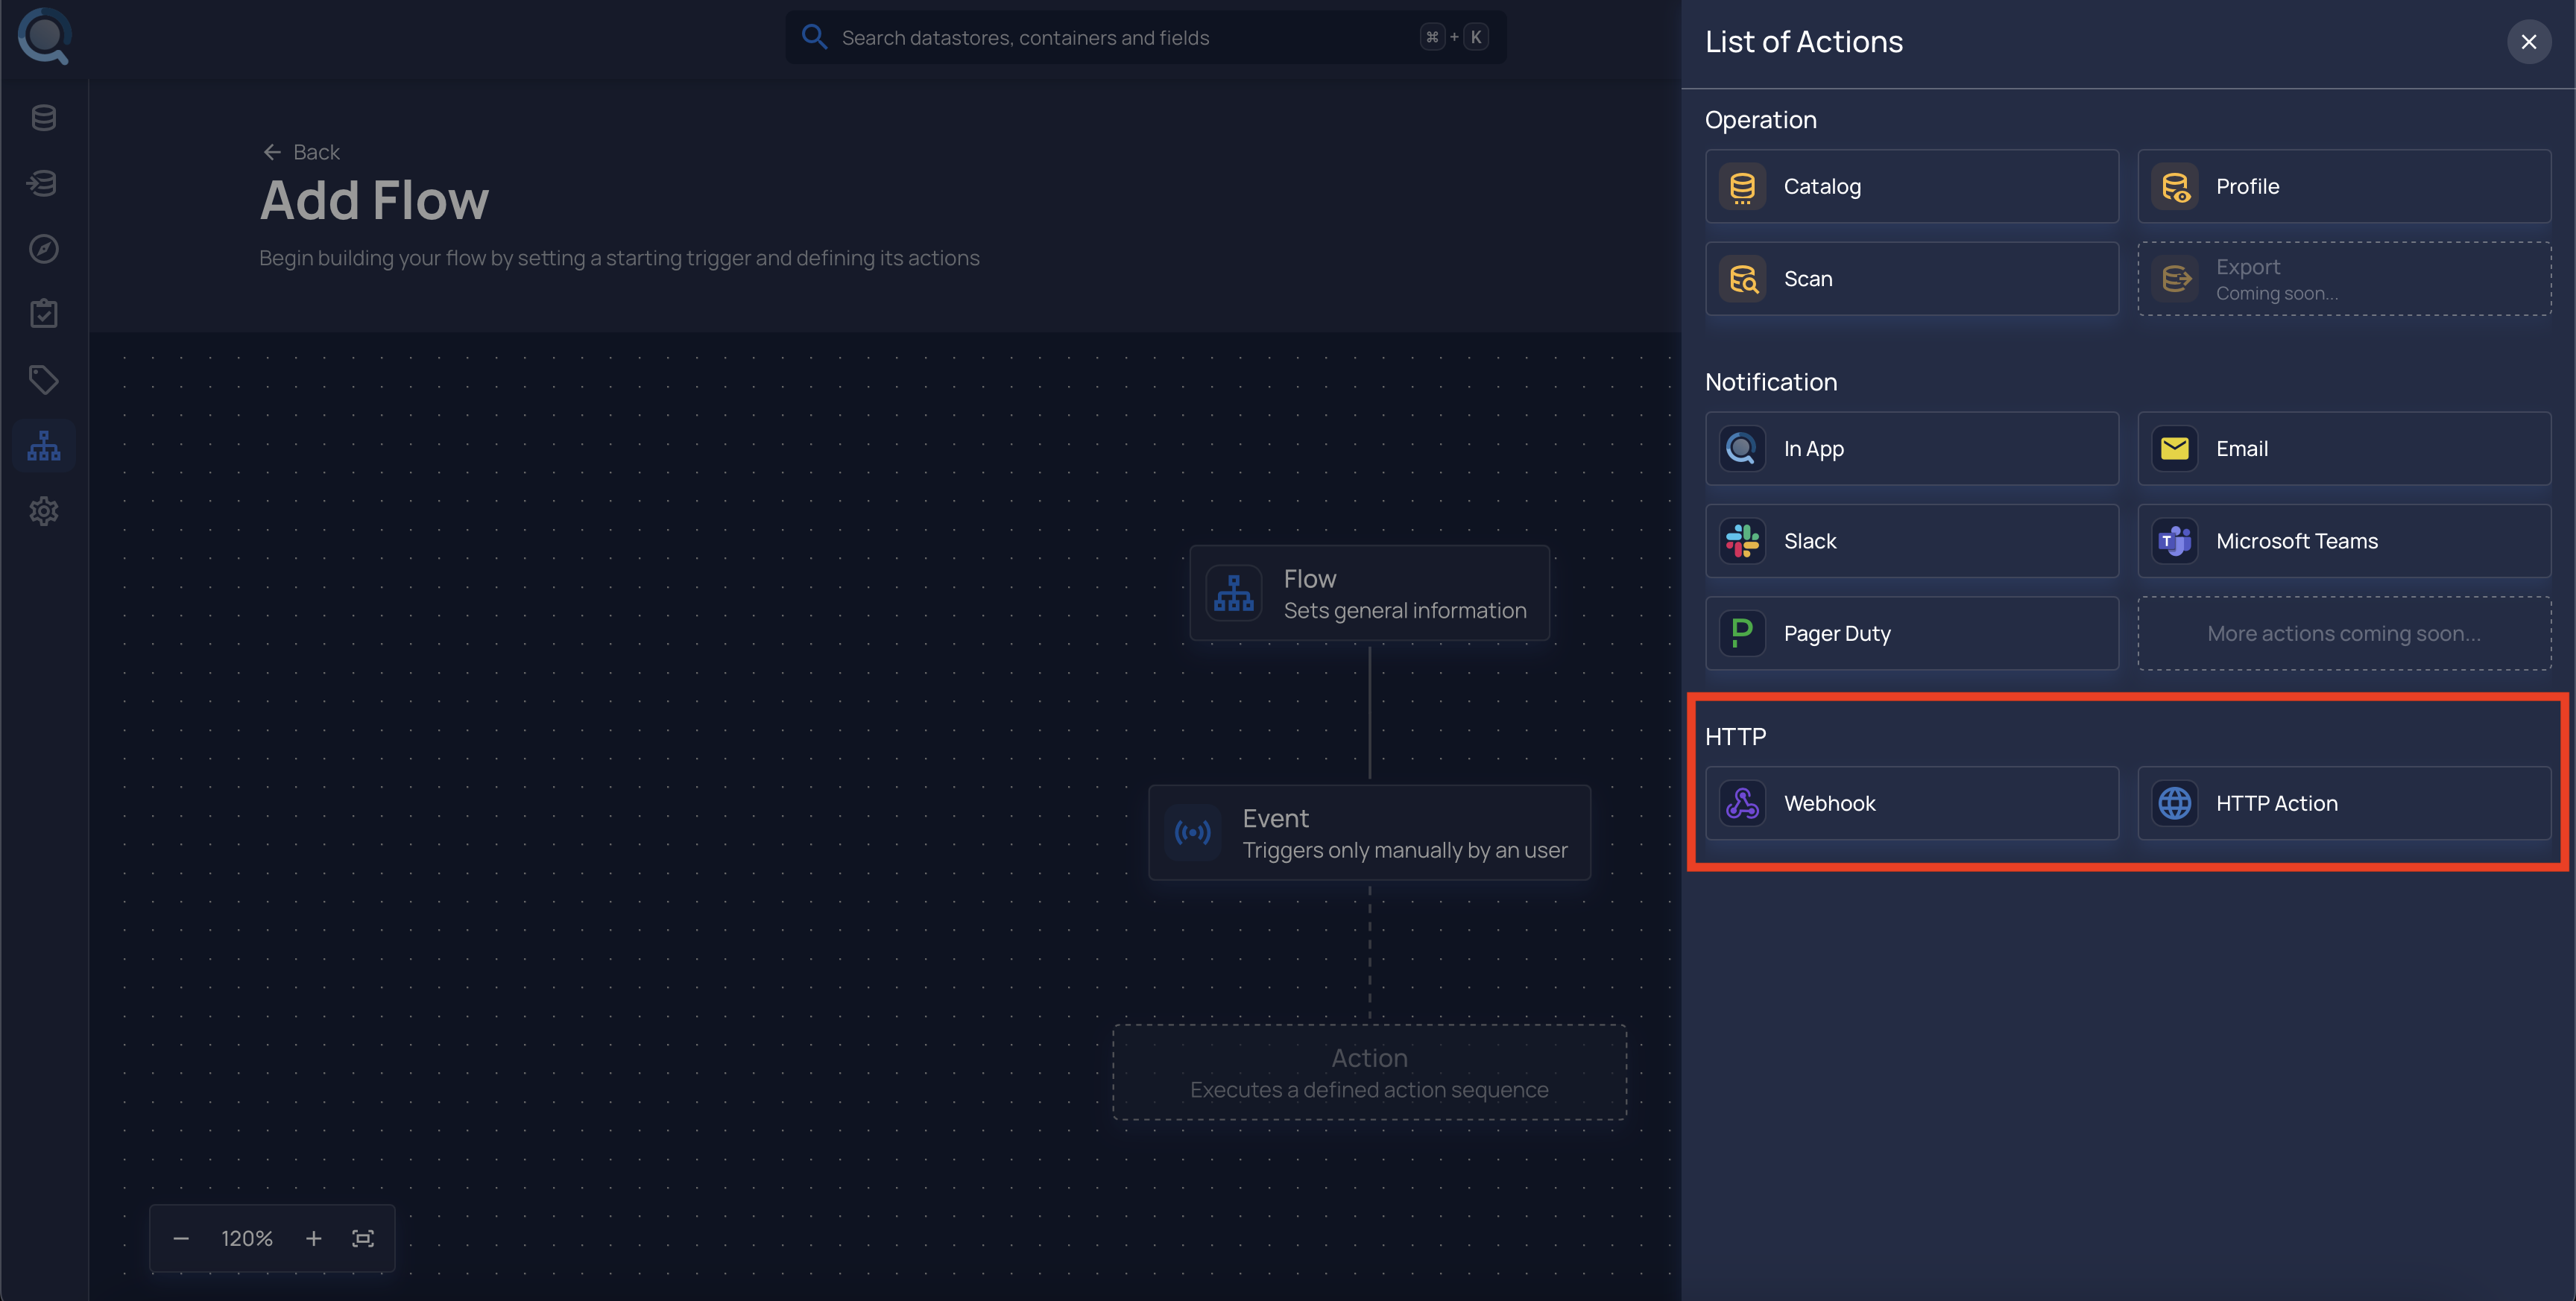 Search datastores, containers and fields
⌘ + K
Back
Add Flow
Begin building your flow by setting a starting trigger and defining its actions
Flow
Sets general information
Event
Triggers only manually by an user
Action
Executes a defined action sequence
120%
List of Actions
Operation
Catalog
Profile
Scan
Export
Coming soon...
Notification
In App
Email
Slack
T
Microsoft Teams
P
Pager Duty
More actions coming soon...
HTTP
Webhook
HTTP Action